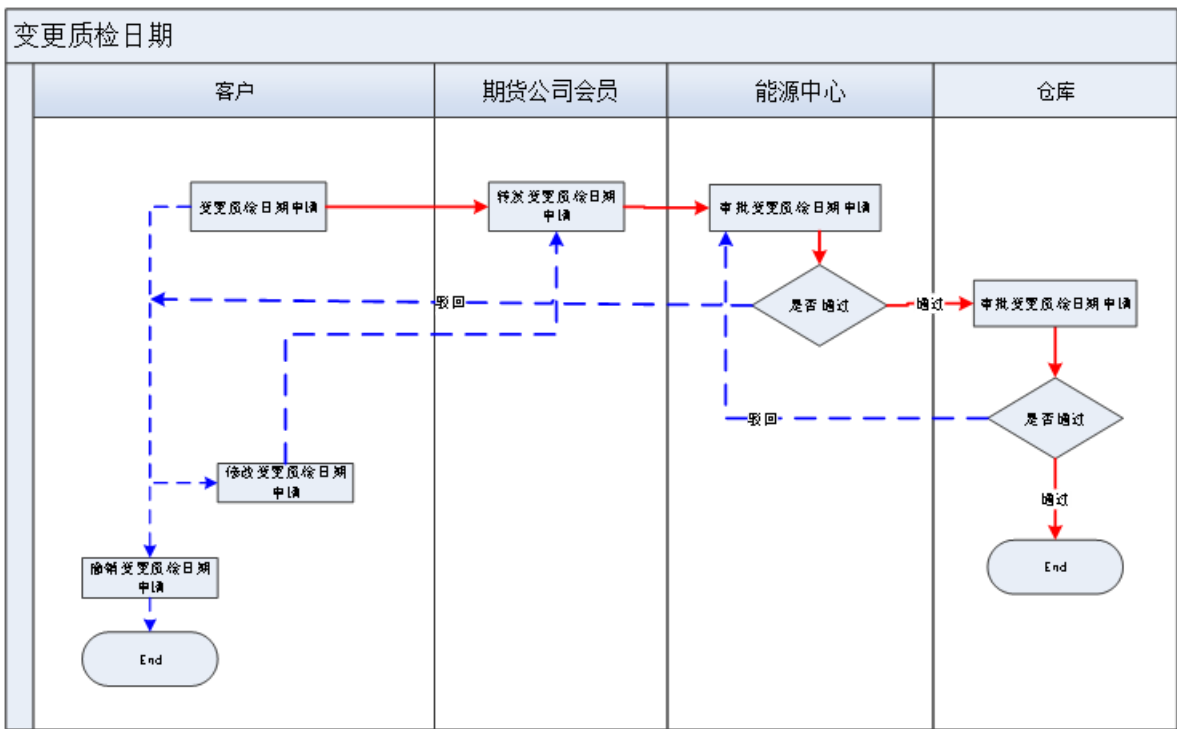 变更质检日期
客户
期货公司会员
能源中心
仓库
变更质检日期申请
转发变更质检日期
申请
审批变更质检日期申请
是否通过
驳回
通过
审批变更质检日期申请
是否通过
驳回
修改变更质检日期
申请
通过
撤销变更质检日期
申请
End
End